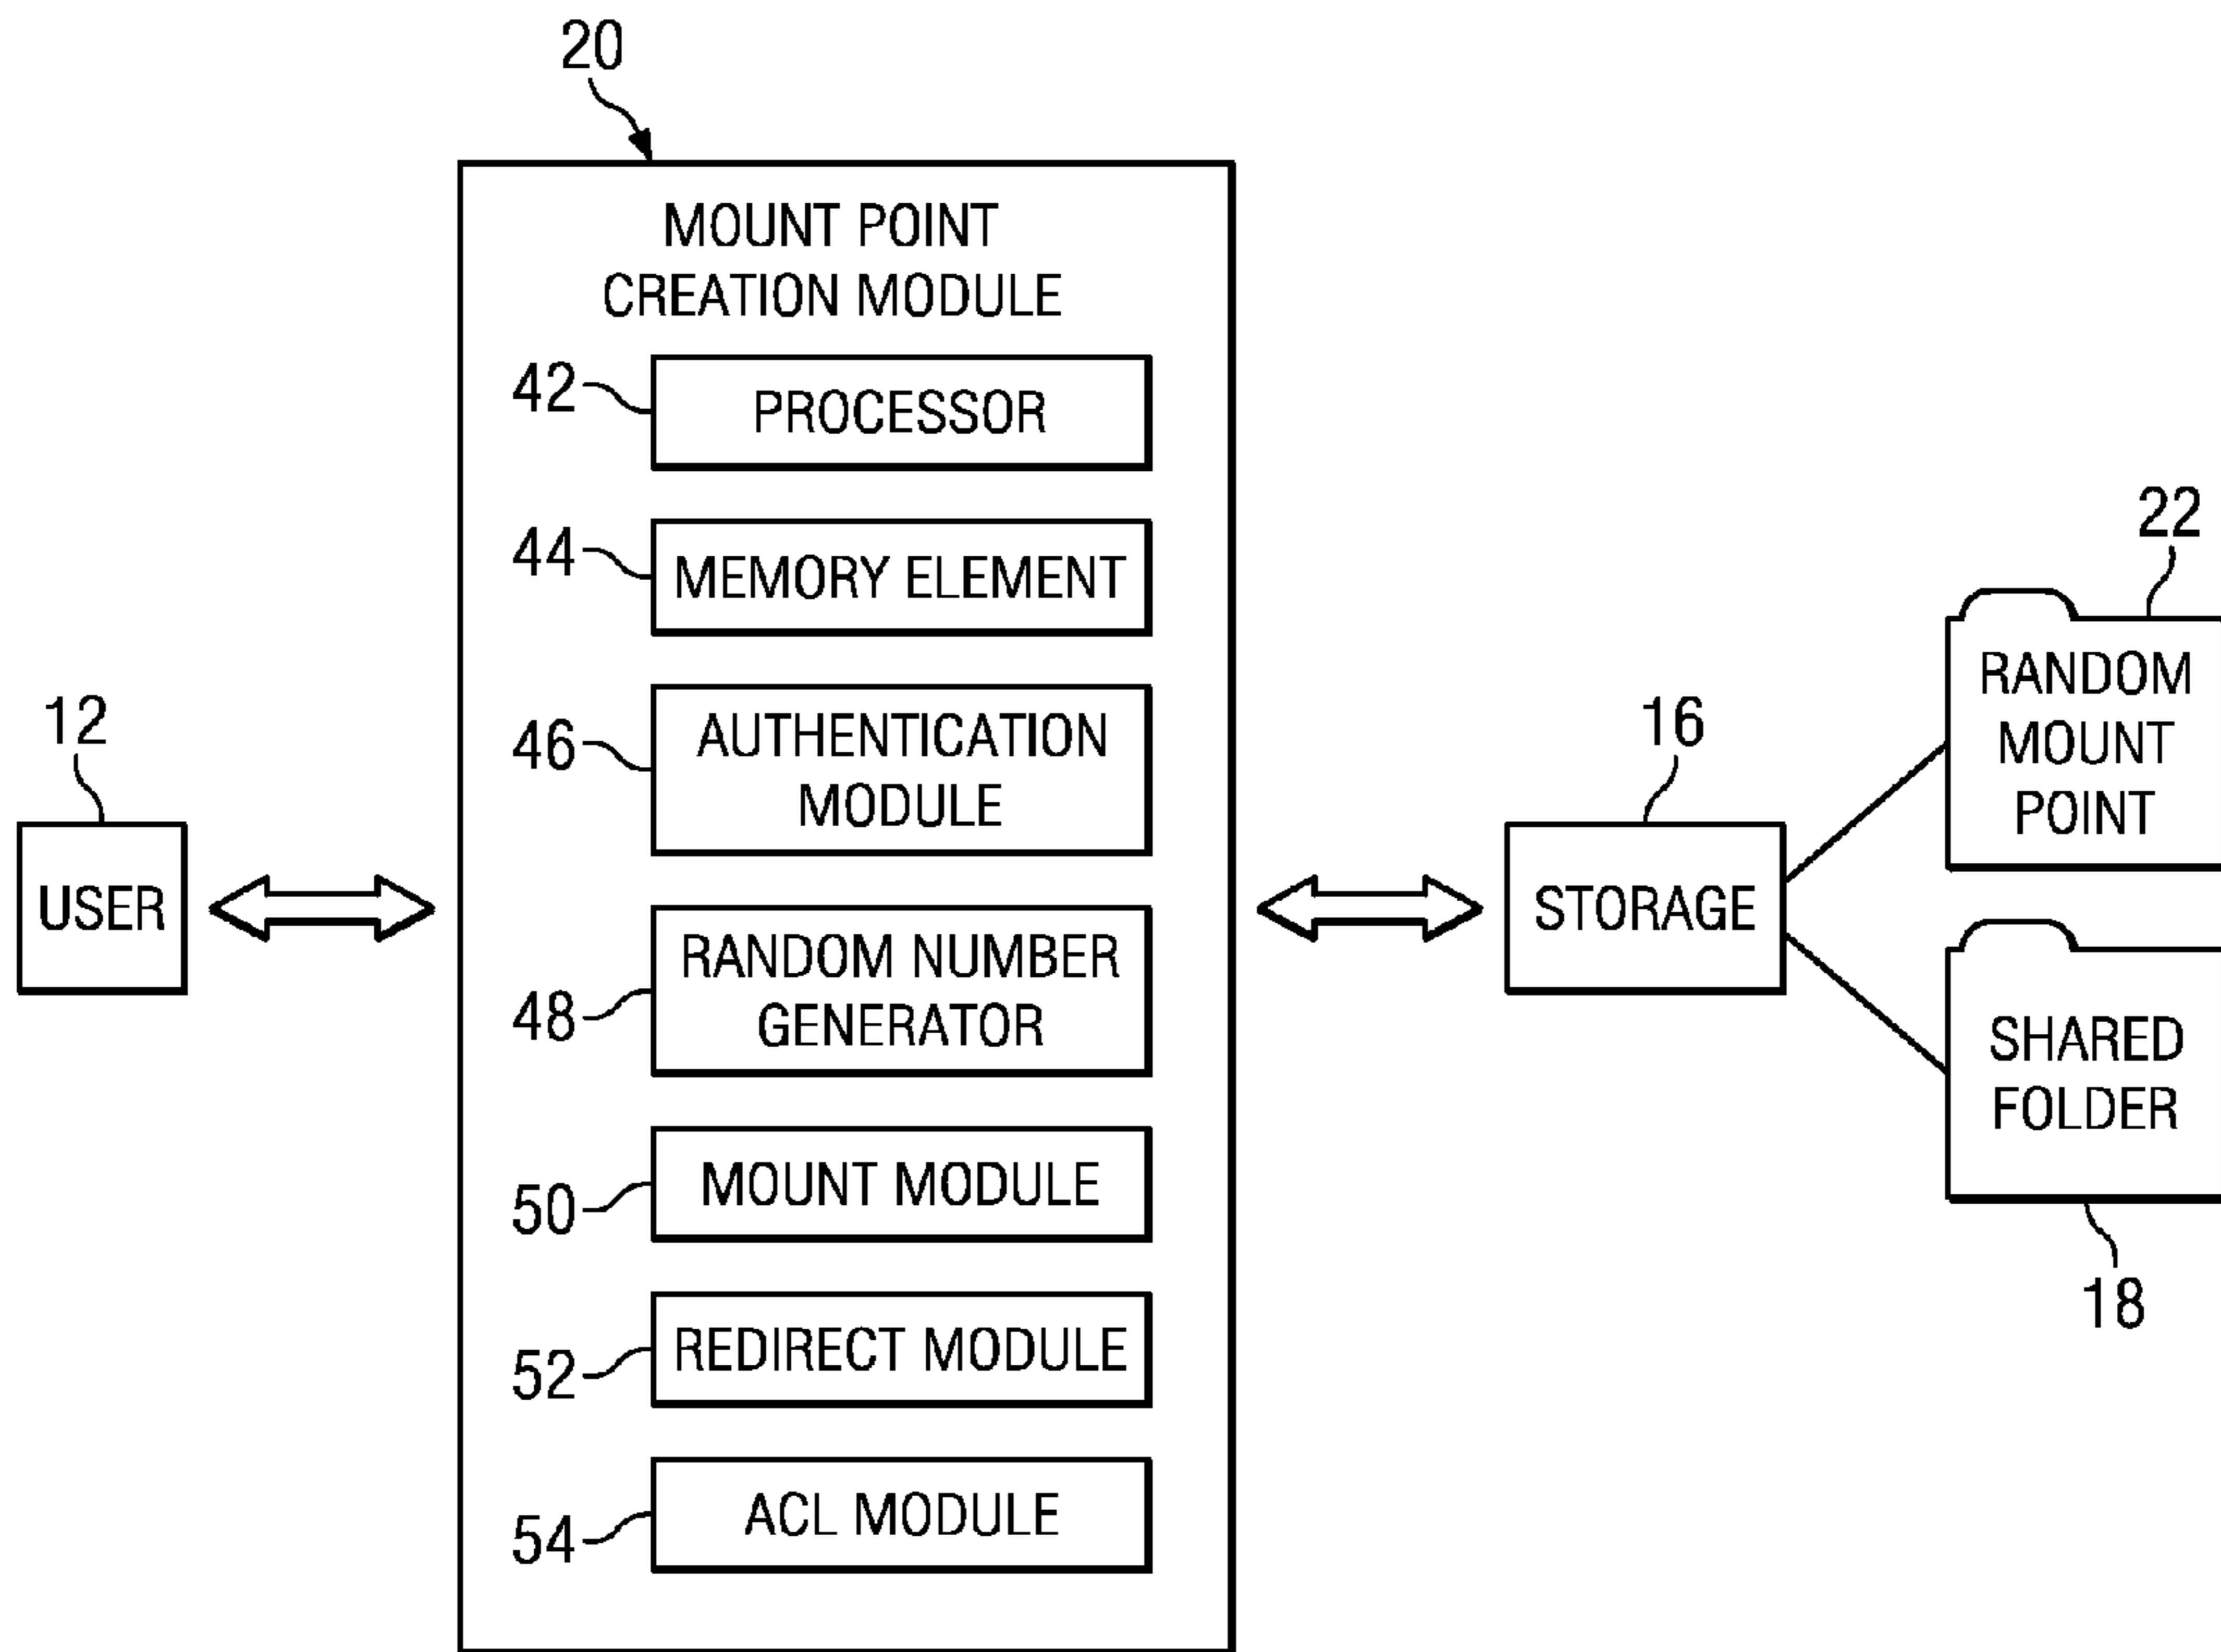 20
MOUNT POINT
CREATION MODULE
42
PROCESSOR
44
MEMORY ELEMENT
46
AUTHENTICATION
MODULE
48
RANDOM NUMBER
GENERATOR
50
MOUNT MODULE
52
REDIRECT MODULE
54
ACL MODULE
12
USER
16
STORAGE
22
RANDOM
MOUNT
POINT
SHARED
FOLDER
18